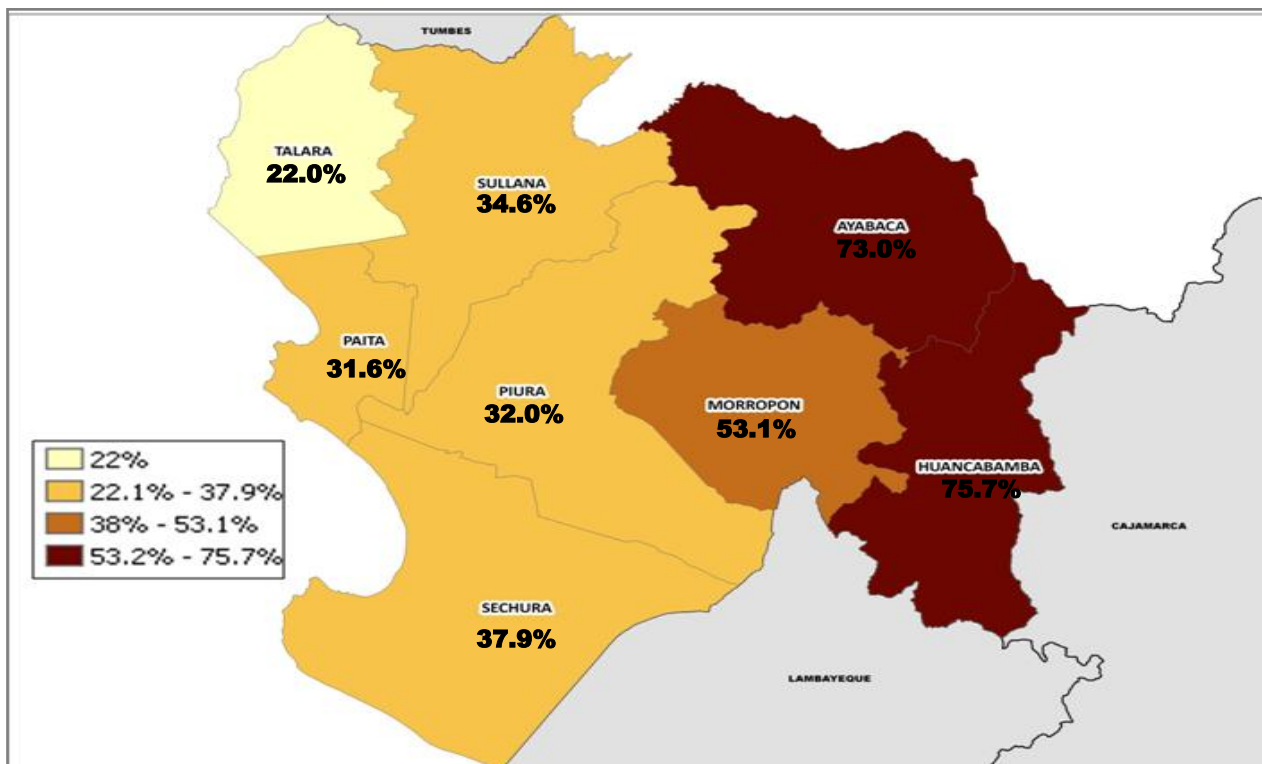 TUMBES
TALARA
22.0%
SULLANA
34.6%
AYABACA
73.0%
PAITA
31.6%
PIURA
32.0%
MORROPON
53.1%
HUANCABAMBA
75.7%
22%
22.1% - 37.9%
38% - 53.1%
53.2% - 75.7%
CAJAMARCA
SECHURA
37.9%
LAMBAYEQUE